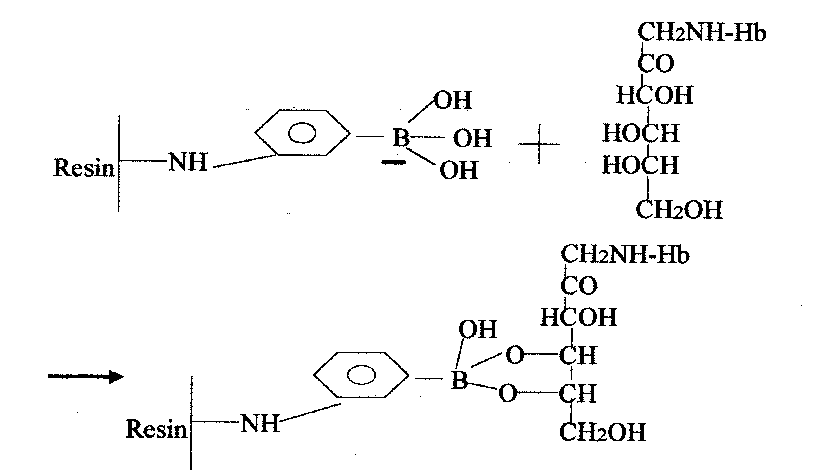 CH2NH-Hb
CO
HCOH
HOCH
HOCH
CH2OH
Resin
NH
B
OH
OH
OH
+
CH2NH-Hb
CO
HCOH
OH
O
CH
B
O
CH
CH2OH
Resin
NH